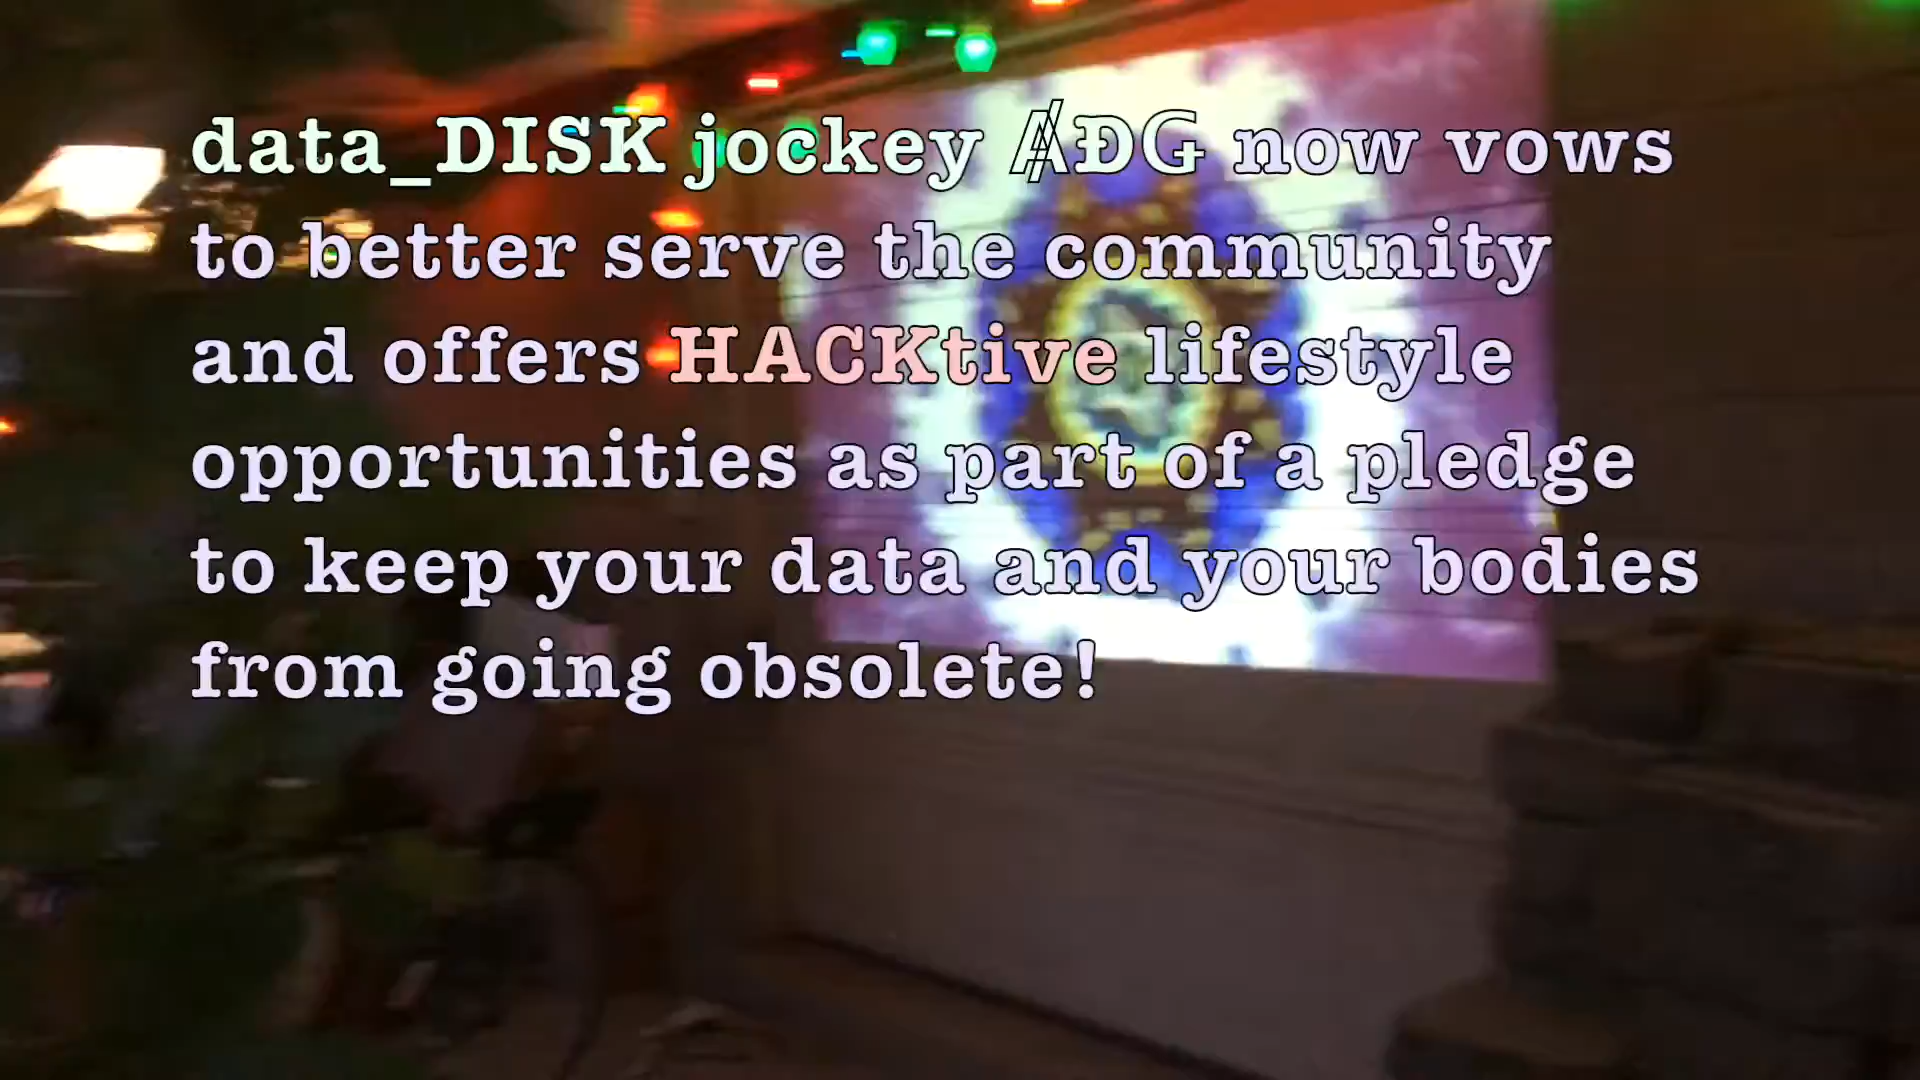 data_DISK jockey ȺĐǤ now vows
to better serve the community
and offers HACKtive lifestyle
opportunities as part of a pledge
to keep your data and your bodies
from going obsolete!